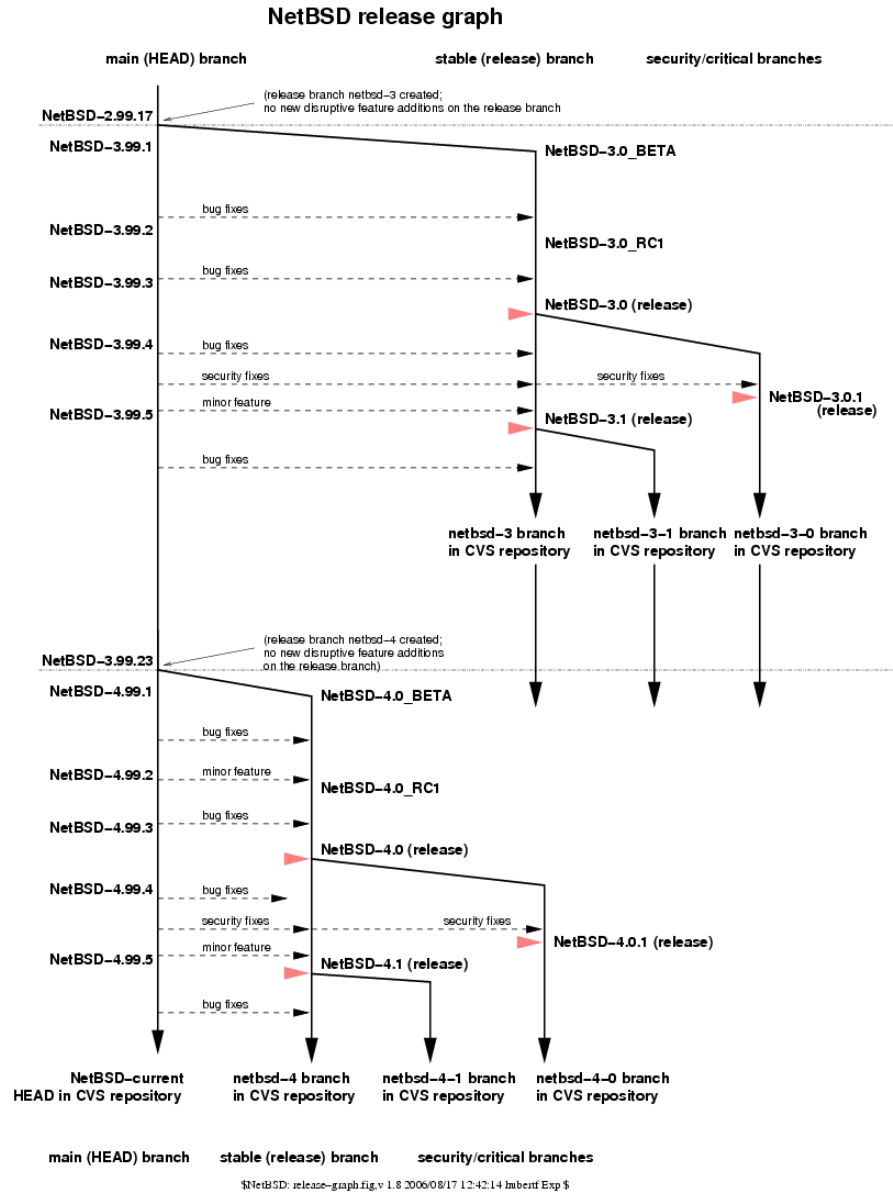 NetBSD release graph
main (HEAD) branch
stable (release) branch
security/critical branches
(release branch netbsd-3 created;
no new disruptive feature additions on the release branch
NetBSD-2.99.17
NetBSD-3.99.1
NetBSD-3.0_BETA
bug fixes
NetBSD-3.99.2
NetBSD-3.0_RC1
bug fixes
NetBSD-3.99.3
NetBSD-3.0 (release)
NetBSD-3.99.4
bug fixes
security fixes
security fixes
NetBSD-3.0.1
(release)
minor feature
NetBSD-3.99.5
NetBSD-3.1 (release)
bug fixes
netbsd-3 branch
in CVS repository
netbsd-3-1 branch
in CVS repository
netbsd-3-0 branch
in CVS repository
(release branch netbsd-4 created;
no new disruptive feature additions
on the release branch)
NetBSD-3.99.23
NetBSD-4.99.1
NetBSD-4.0_BETA
bug fixes
NetBSD-4.99.2
minor feature
NetBSD-4.0_RC1
bug fixes
NetBSD-4.99.3
NetBSD-4.0 (release)
NetBSD-4.99.4
bug fixes
security fixes
security fixes
NetBSD-4.0.1 (release)
minor feature
NetBSD-4.99.5
NetBSD-4.1 (release)
bug fixes
NetBSD-current
HEAD in CVS repository
netbsd-4 branch
in CVS repository
netbsd-4-1 branch
in CVS repository
netbsd-4-0 branch
in CVS repository
main (HEAD) branch
stable (release) branch
security/critical branches
$NetBSD: release-graph.fig,v 1.8 2006/08/17 12:42:14 hubertf Exp $